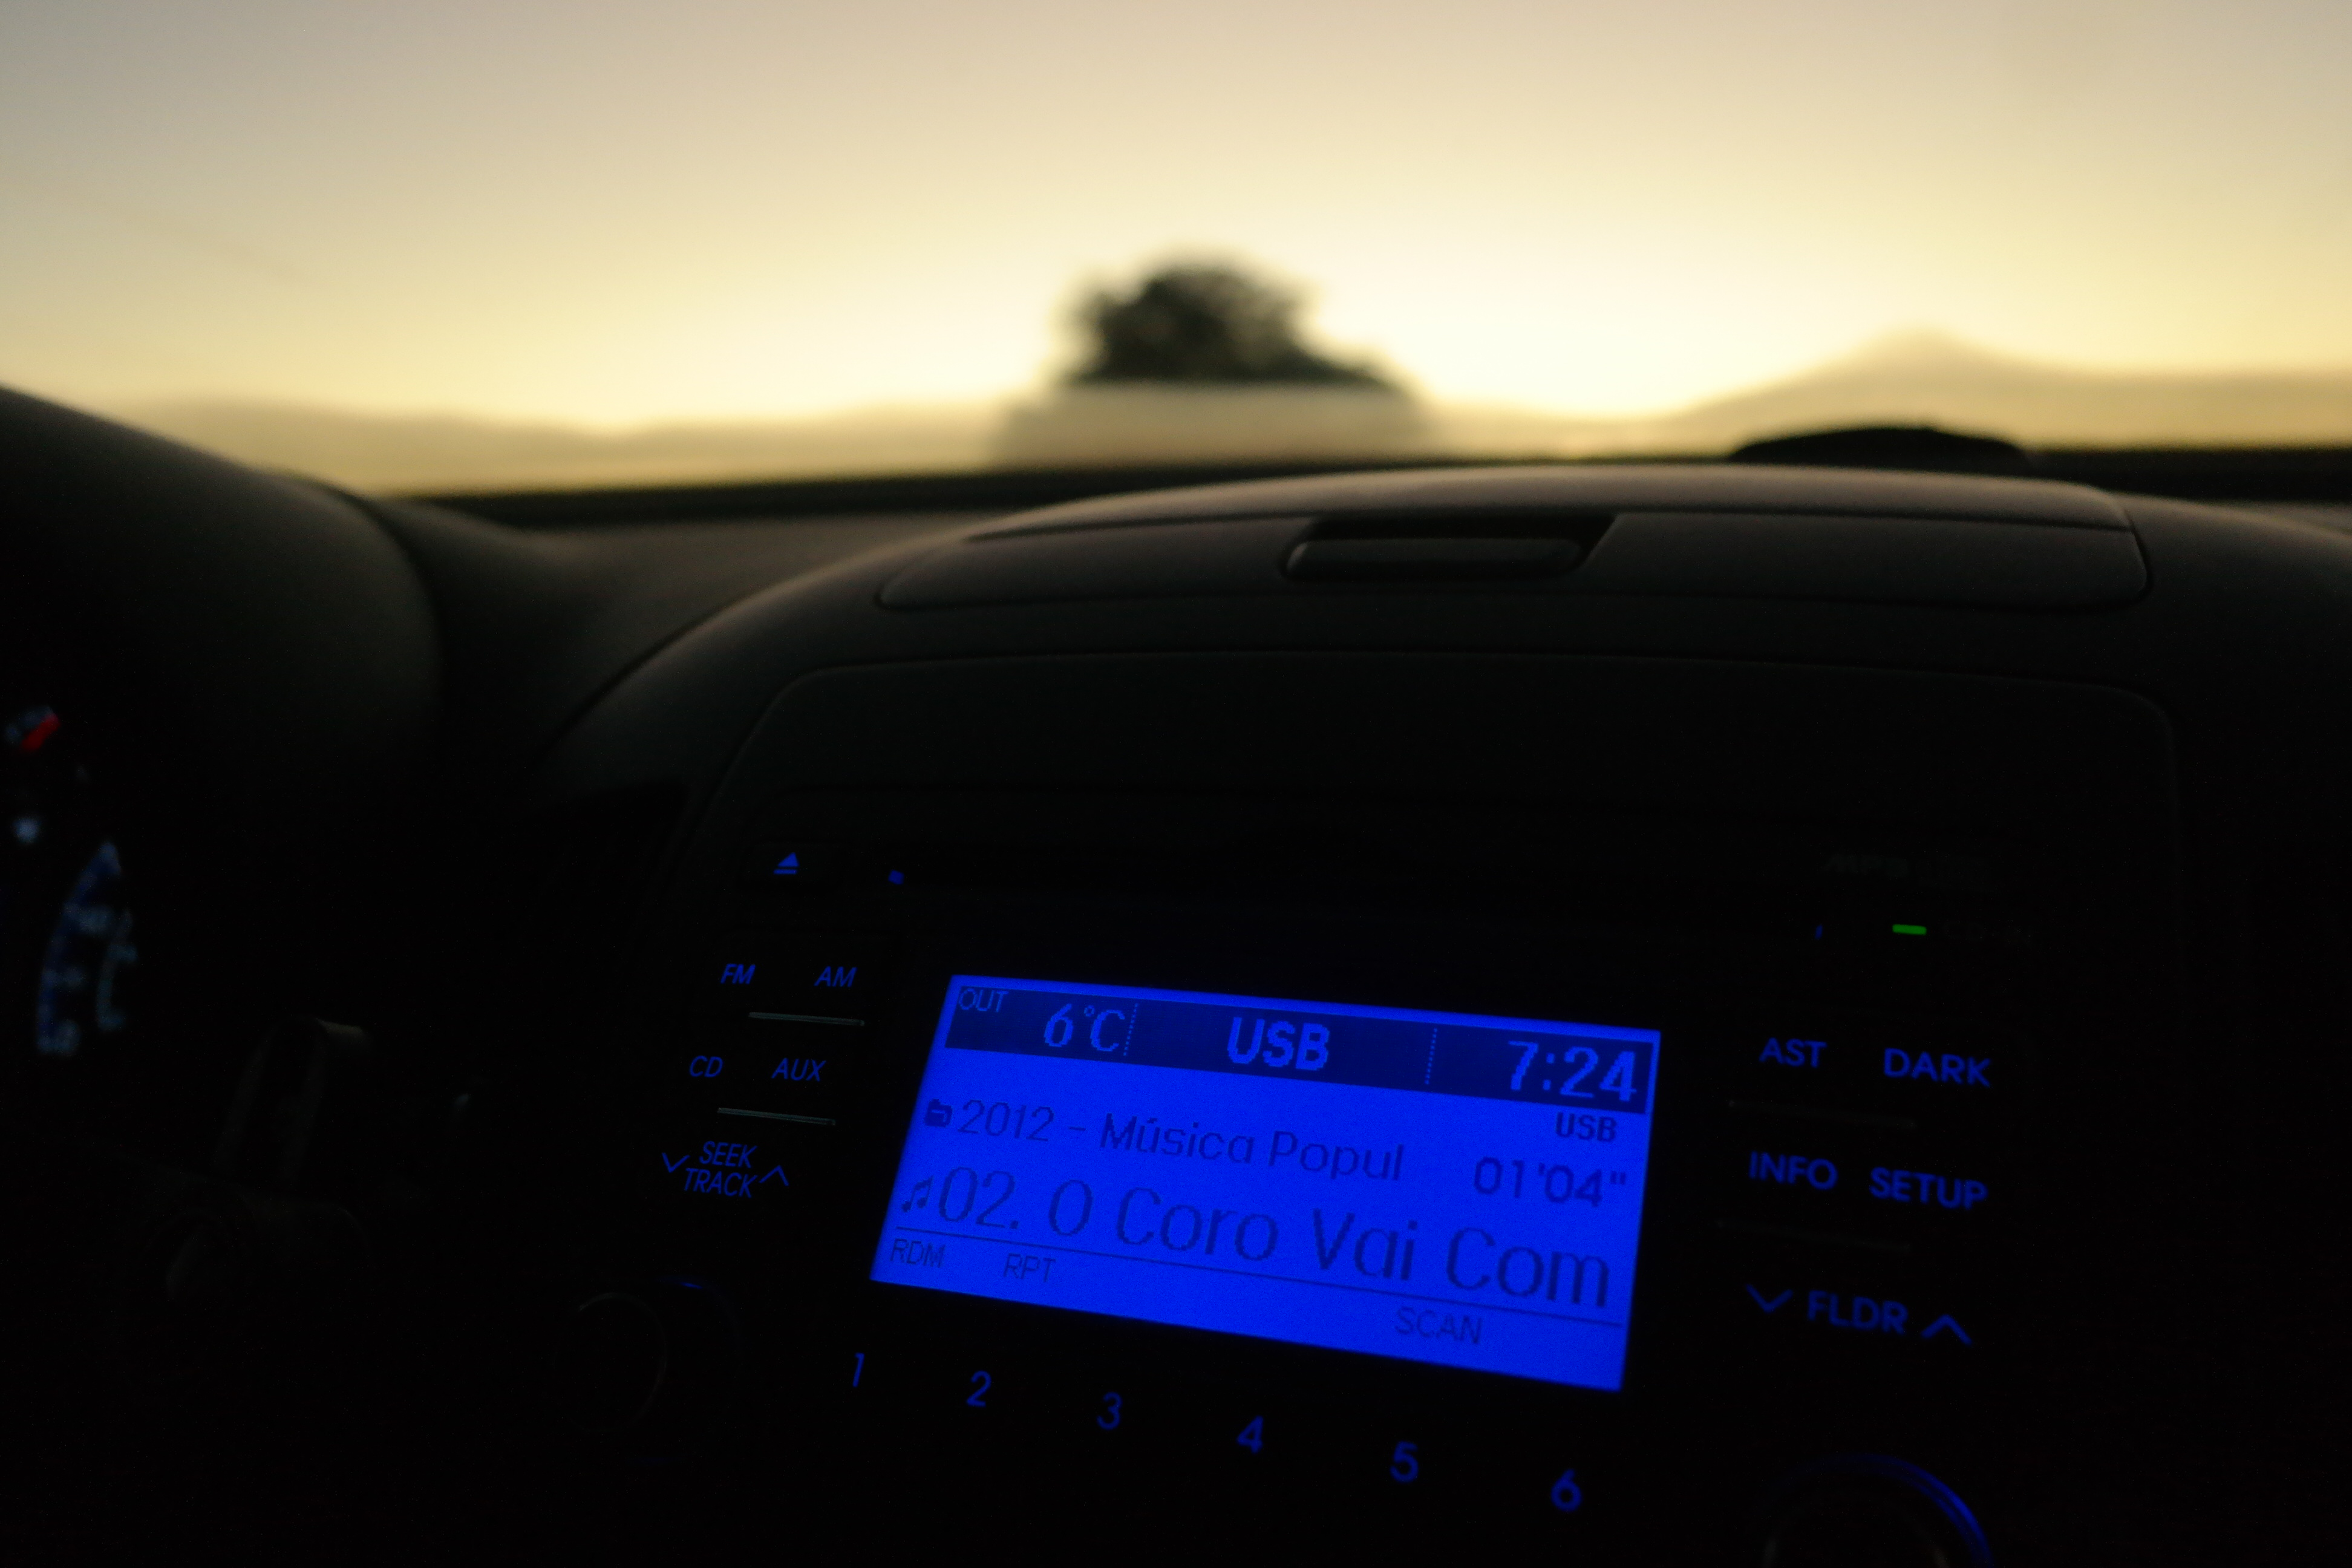 FM AM
CD AUX
SEEK
TRACK
OUT 6°C USB 7:24
USB
2012 - Música Popul 01'04"
02. O Coro Vai Com
RDM RPT SCAN
AST DARK
INFO SETUP
FLDR
1 2 3 4 5 6